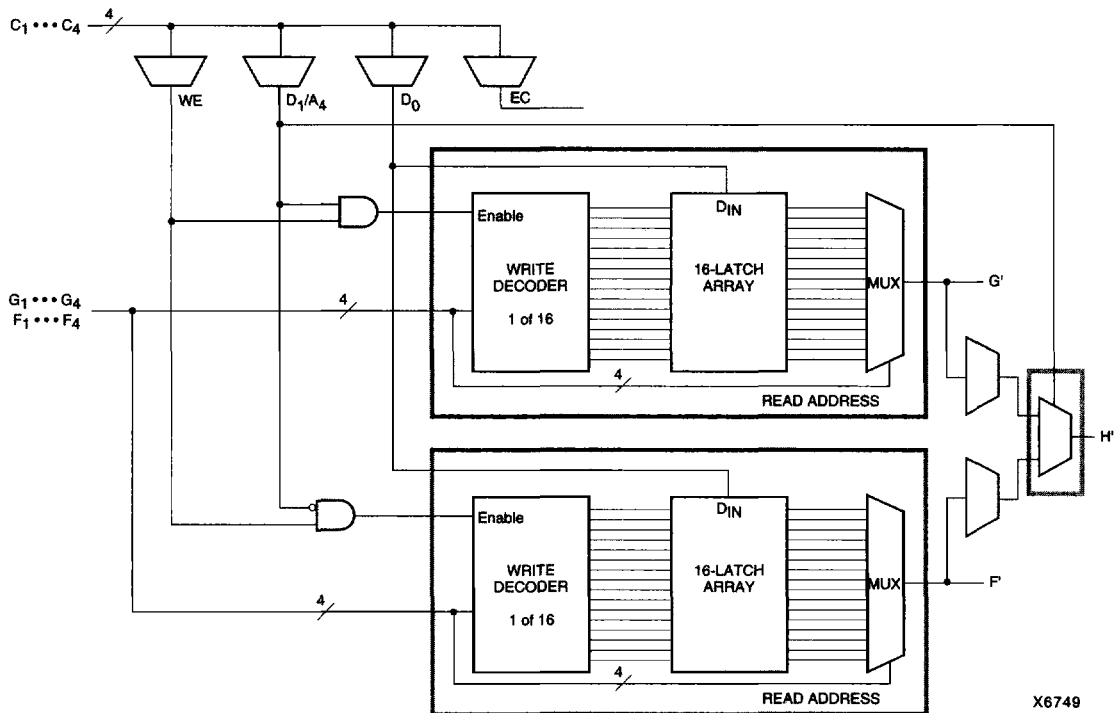 C1 ••• C4
4
WE
D1/A4
D0
EC
Enable
DIN
WRITE
DECODER
1 of 16
16-LATCH
ARRAY
MUX
G'
G1 ••• G4
F1 ••• F4
4
4
READ ADDRESS
H'
Enable
DIN
WRITE
DECODER
1 of 16
16-LATCH
ARRAY
MUX
F'
4
4
READ ADDRESS
X6749